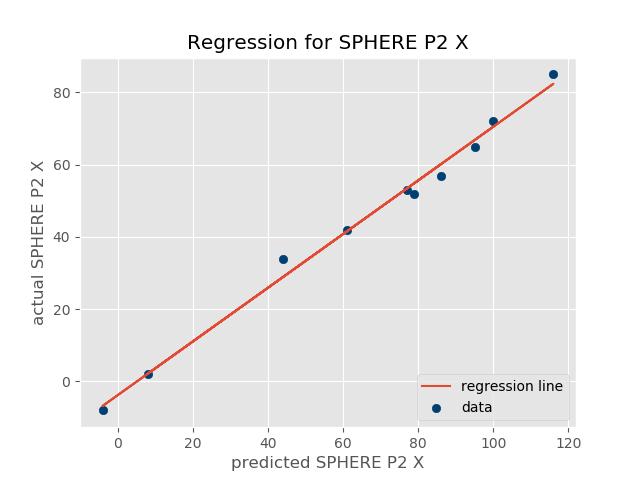 Regression for SPHERE P2 X
actual SPHERE P2 X
80
60
40
20
0
0
20
40
60
80
100
120
predicted SPHERE P2 X
regression line
data